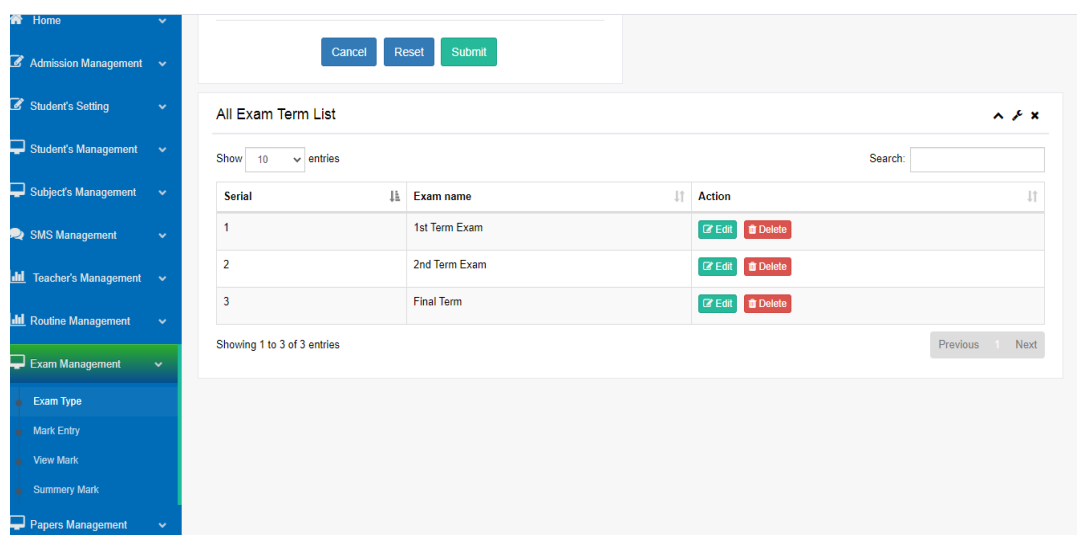 Home
Admission Management
Student's Setting
Student's Management
Subject's Management
SMS Management
Teacher's Management
Routine Management
Exam Management
Exam Type
Mark Entry
View Mark
Summery Mark
Papers Management
Cancel Reset Submit
All Exam Term List
Show 10 entries Search:
Serial Exam name Action
1 1st Term Exam Edit Delete
2 2nd Term Exam Edit Delete
3 Final Term Edit Delete
Showing 1 to 3 of 3 entries Previous 1 Next